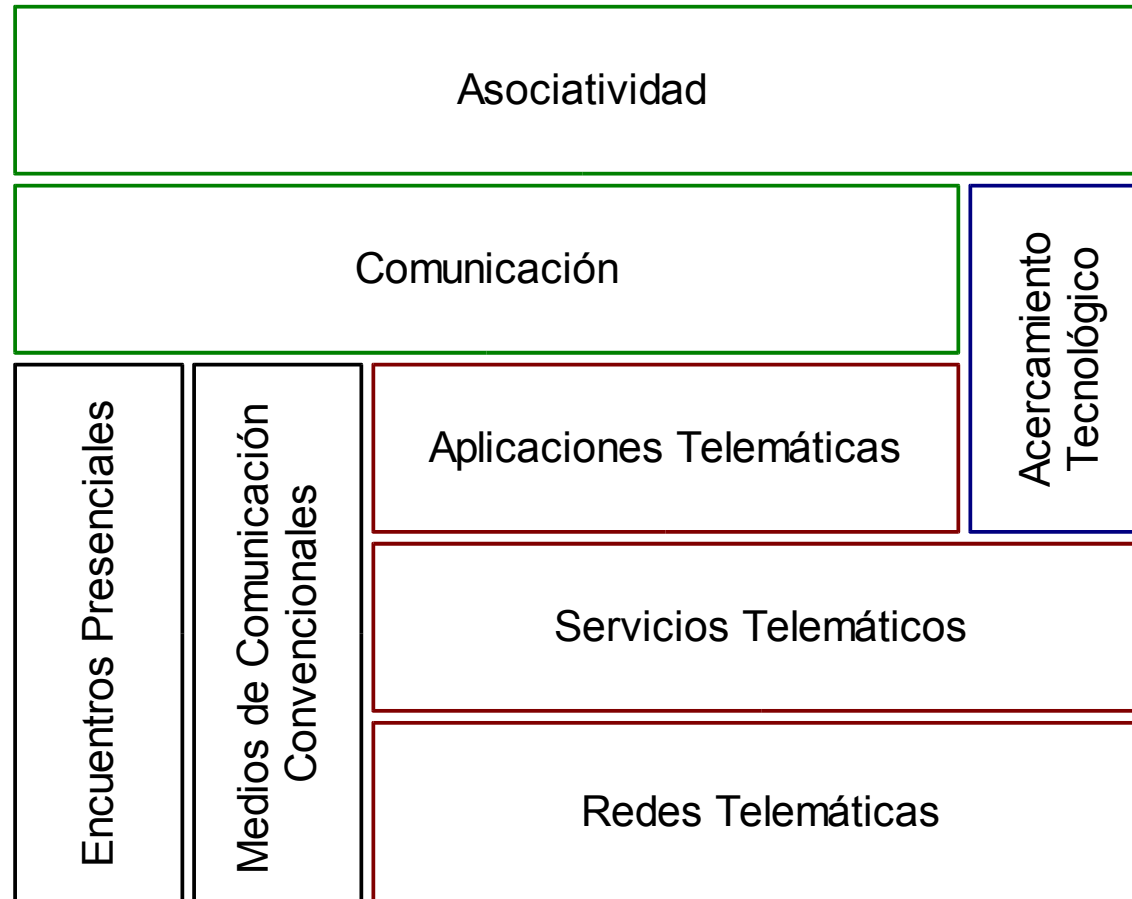 Asociatividad
Comunicación
Acercamiento
Tecnológico
Encuentros Presenciales
Medios de Comunicación
Convencionales
Aplicaciones Telemáticas
Servicios Telemáticos
Redes Telemáticas